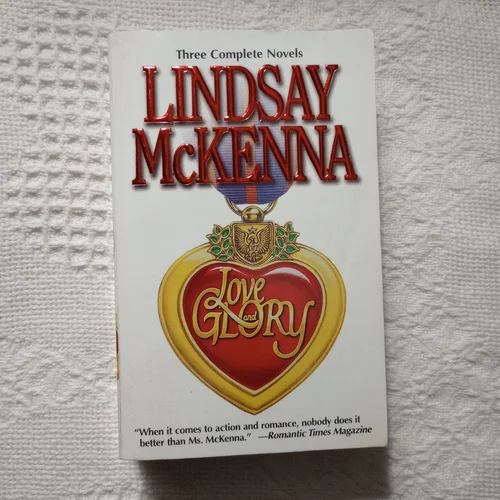 Three Complete Novels
LINDSAY
McKENNA
Love
and
GLORY
"When it comes to action and romance, nobody does it
better than Ms. McKenna." —Romantic Times Magazine